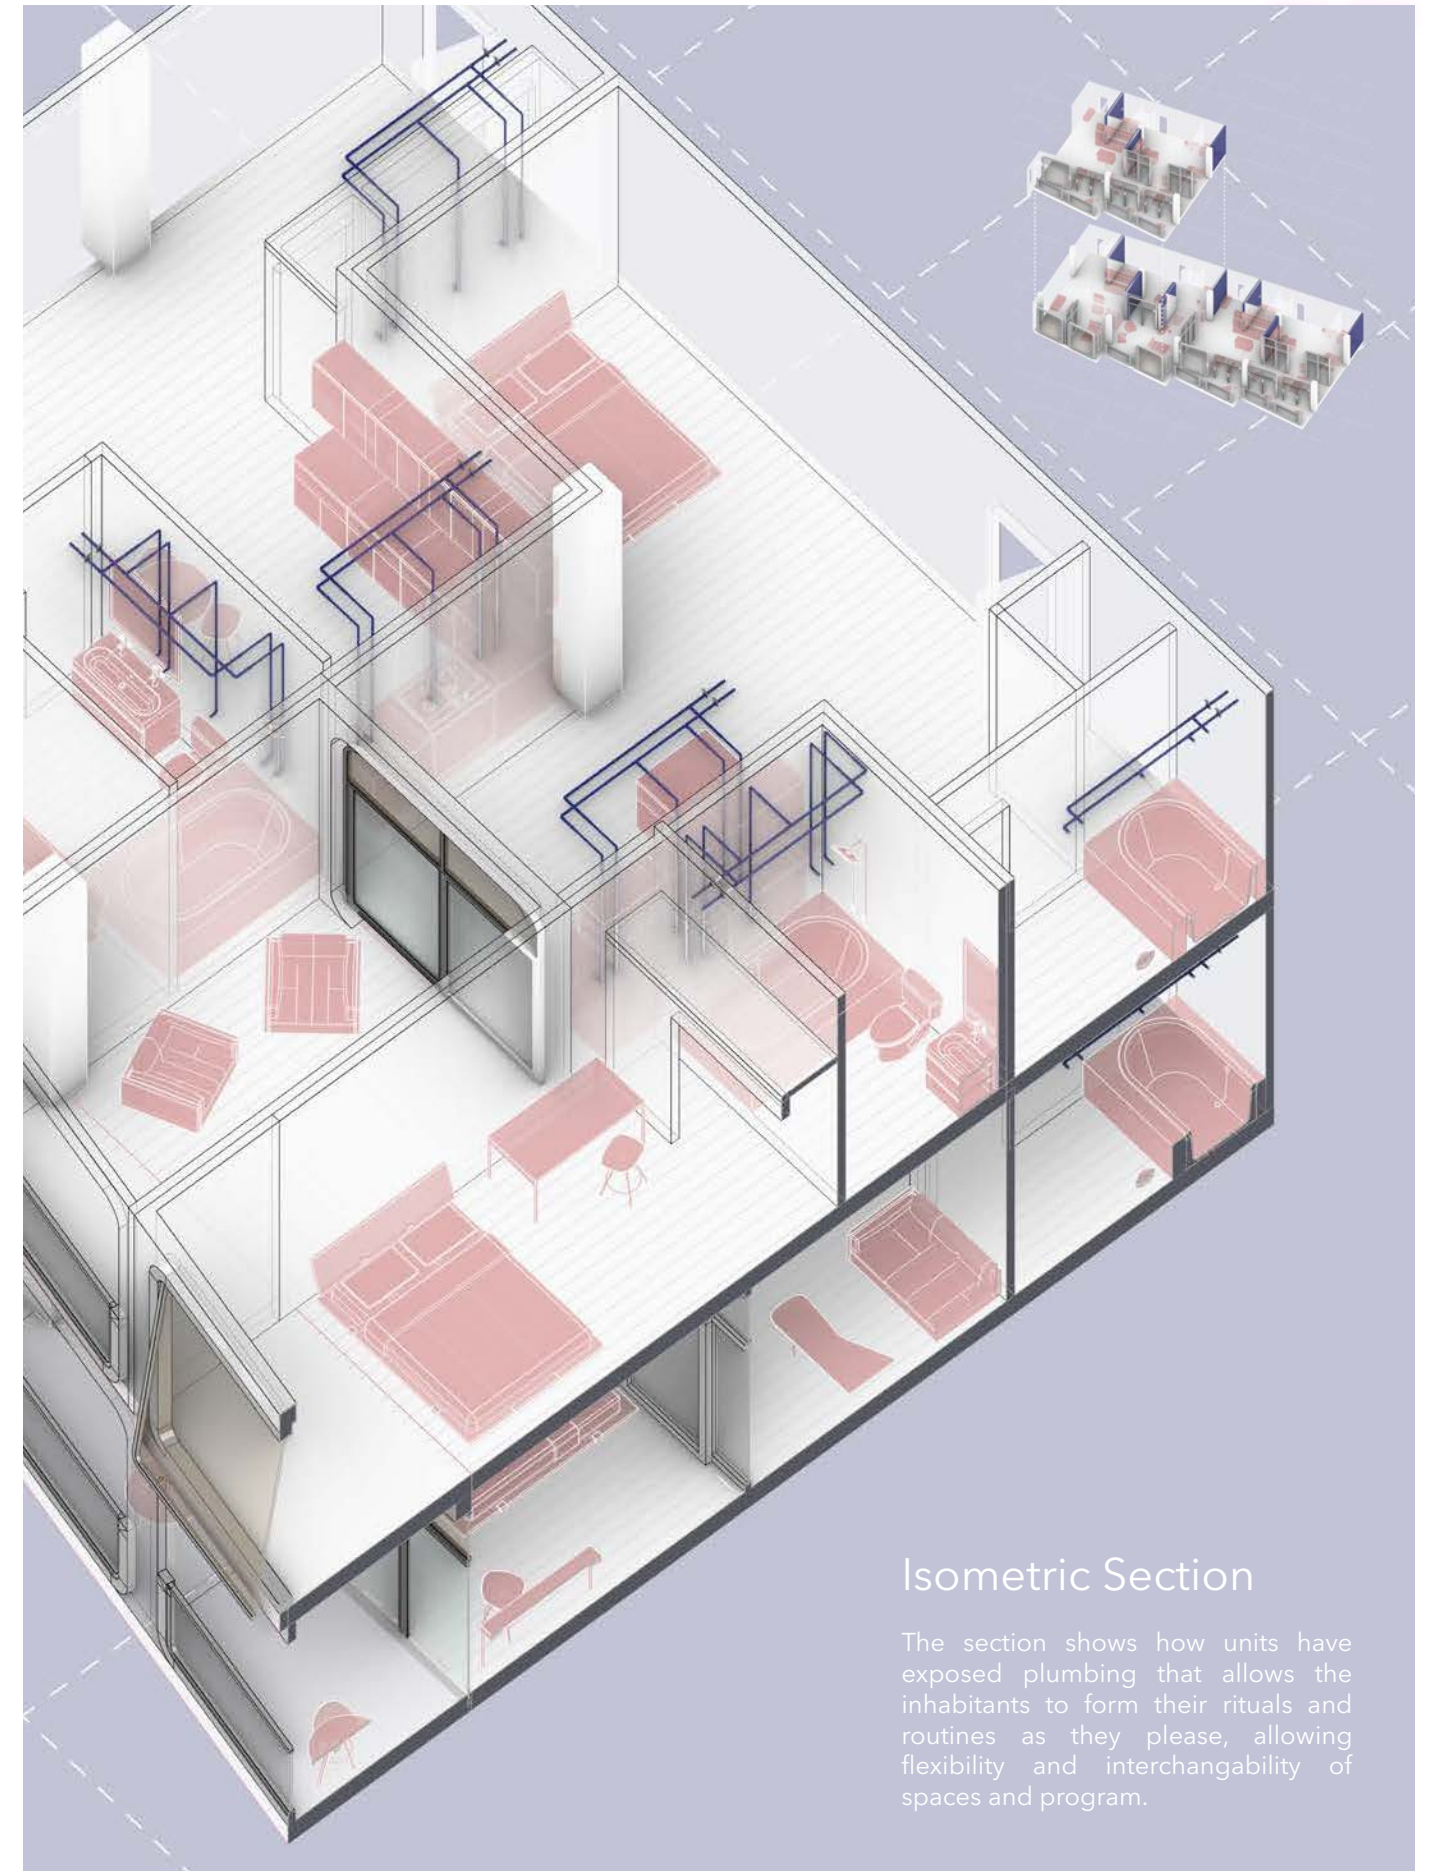 Isometric Section
The section shows how units have
exposed plumbing that allows the
inhabitants to form their rituals and
routines as they please, allowing
flexibility and interchangability of
spaces and program.